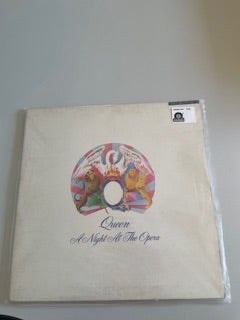 Queen
A Night At The Opera